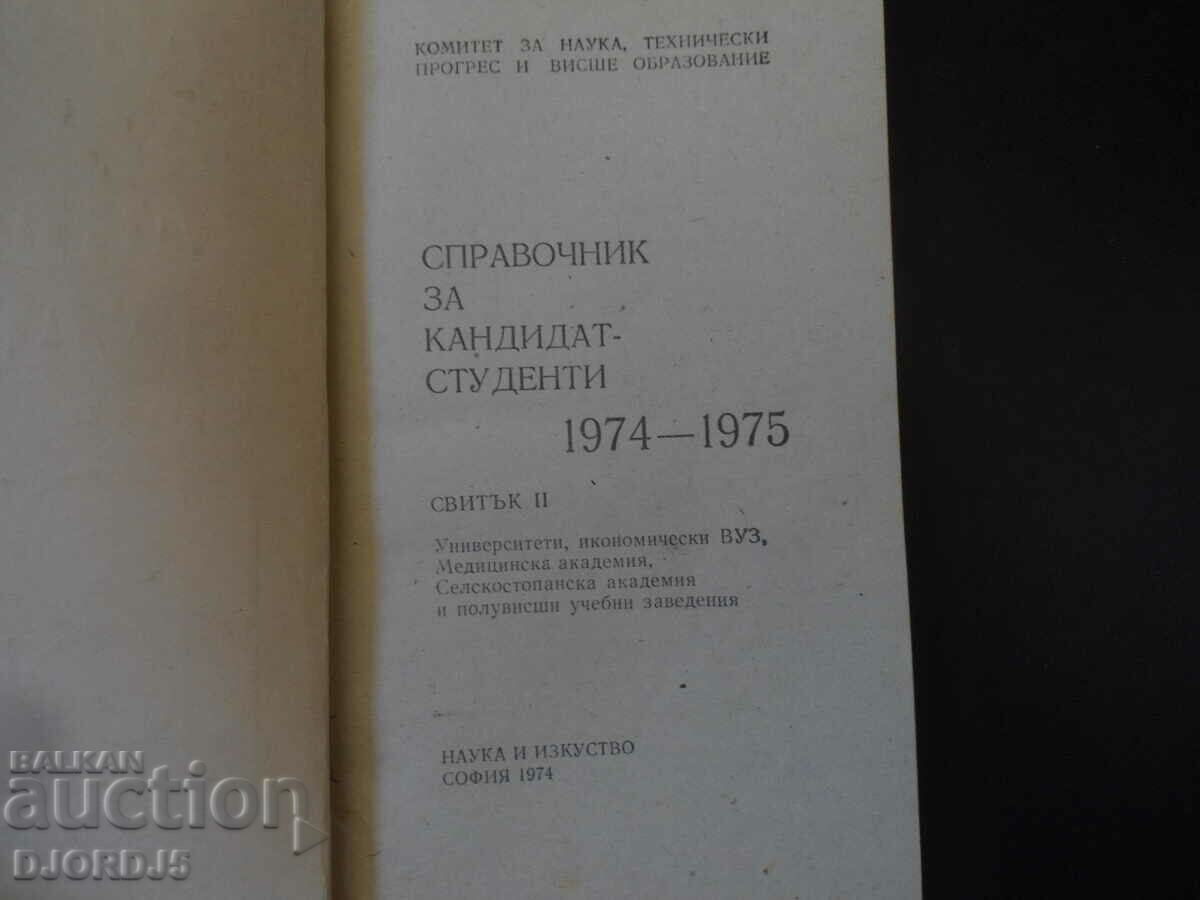 КОМИТЕТ ЗА НАУКА, ТЕХНИЧЕСКИ
ПРОГРЕС И ВИСШЕ ОБРАЗОВАНИЕ
СПРАВОЧНИК
ЗА
КАНДИДАТ-
СТУДЕНТИ
1974—1975
СВИТЪК II
Университети, икономически ВУЗ,
Медицинска академия,
Селскостопанска академия
и полувисши учебни заведения
НАУКА И ИЗКУСТВО
СОФИЯ 1974
BALKAN
auction
DJORDJ5